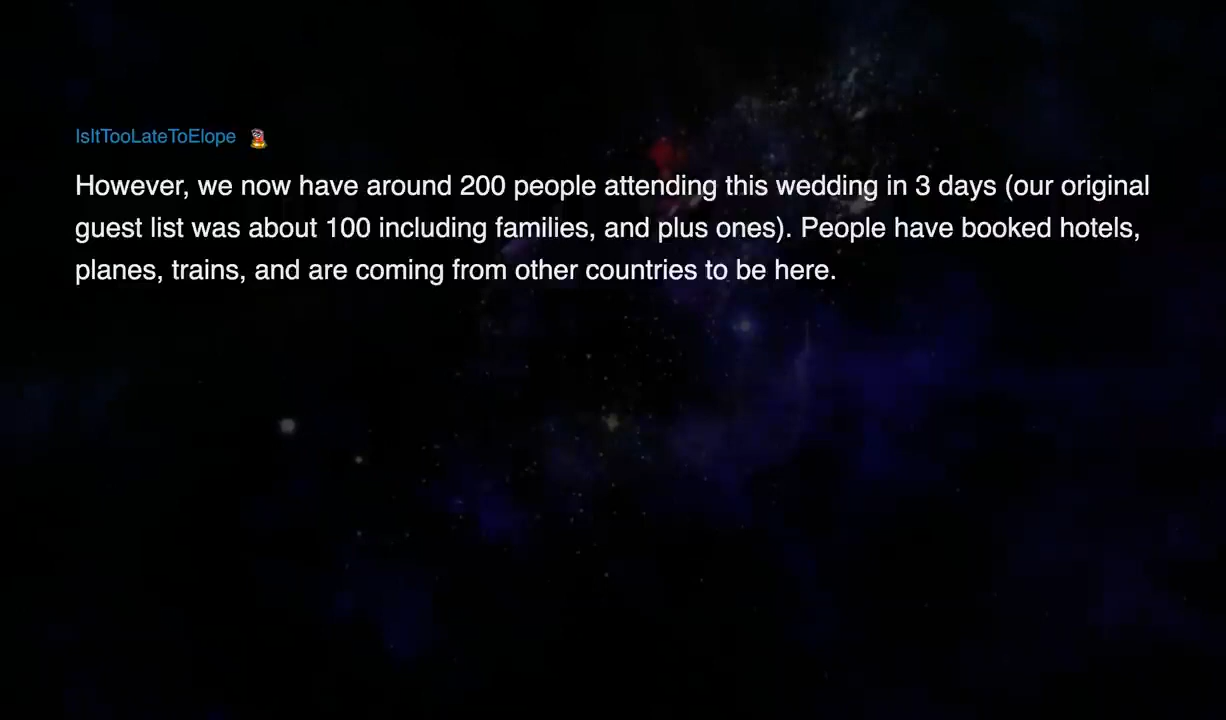 IsItTooLateToElope
However, we now have around 200 people attending this wedding in 3 days (our original
guest list was about 100 including families, and plus ones). People have booked hotels,
planes, trains, and are coming from other countries to be here.